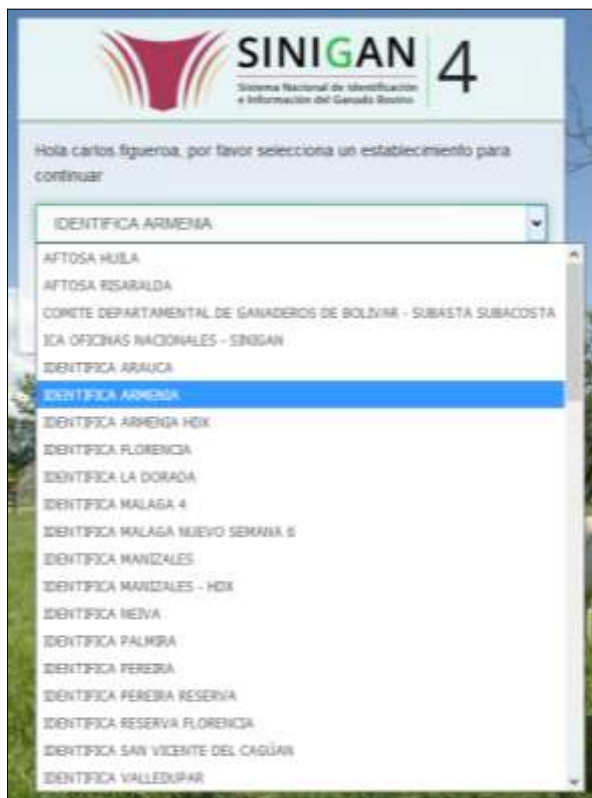 SINIGAN 4
Sistema Nacional de Identificación
e Información del Ganado Bovino
Hola carlos figueroa, por favor selecciona un establecimiento para
continuar
IDENTIFICA ARMENIA
AFTOSA HUILA
AFTOSA RISARALDA
COMITE DEPARTAMENTAL DE GANADEROS DE BOLIVAR - SUBASTA SUBACOSTA
ICA OFICINAS NACIONALES - SINIGAN
IDENTIFICA ARAUCA
IDENTIFICA ARMENIA
IDENTIFICA ARMENIA HDX
IDENTIFICA FLORENCIA
IDENTIFICA LA DORADA
IDENTIFICA MALAGA 4
IDENTIFICA MALAGA NUEVO SEMANA 6
IDENTIFICA MANIZALES
IDENTIFICA MANIZALES - HDX
IDENTIFICA NEIVA
IDENTIFICA PALMIRA
IDENTIFICA PEREIRA
IDENTIFICA PEREIRA RESERVA
IDENTIFICA RESERVA FLORENCIA
IDENTIFICA SAN VICENTE DEL CAGÜAN
IDENTIFICA VALLEDUPAR